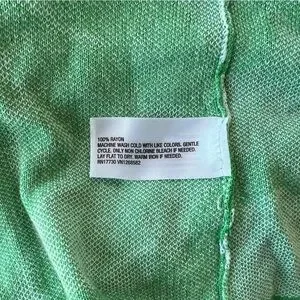 100% RAYON
MACHINE WASH COLD WITH LIKE COLORS. GENTLE
CYCLE. ONLY NON CHLORINE BLEACH IF NEEDED.
LAY FLAT TO DRY. WARM IRON IF NEEDED.
RN17730 VN1268582